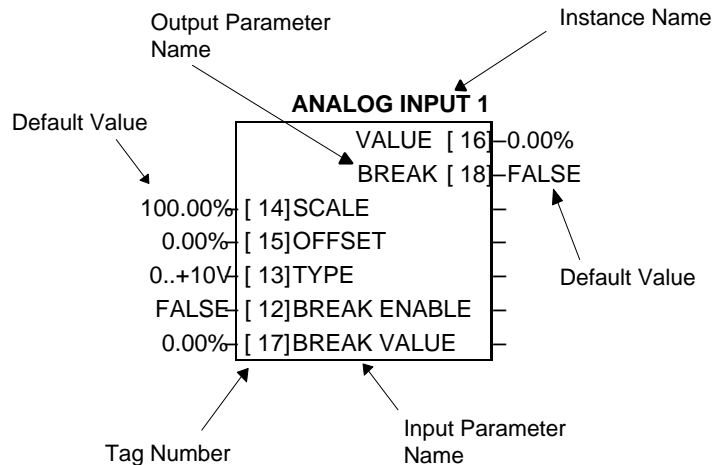 Output Parameter
Name
Instance Name
ANALOG INPUT 1
Default Value
VALUE [ 16] 0.00%
BREAK [ 18] FALSE
100.00% [ 14]SCALE
0.00% [ 15]OFFSET
0..+10V [ 13]TYPE
FALSE [ 12]BREAK ENABLE
0.00% [ 17]BREAK VALUE
Default Value
Tag Number
Input Parameter
Name